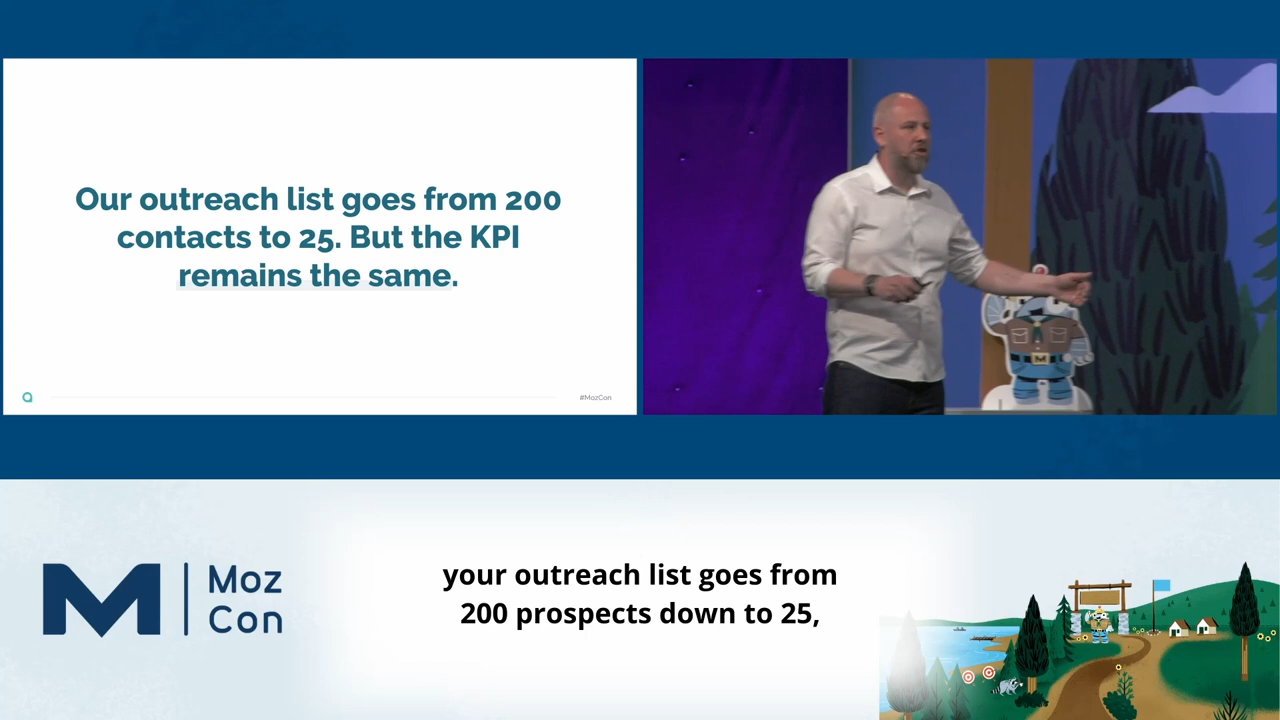 Our outreach list goes from 200
contacts to 25. But the KPI
remains the same.
#MozCon
Moz
Con
your outreach list goes from
200 prospects down to 25,